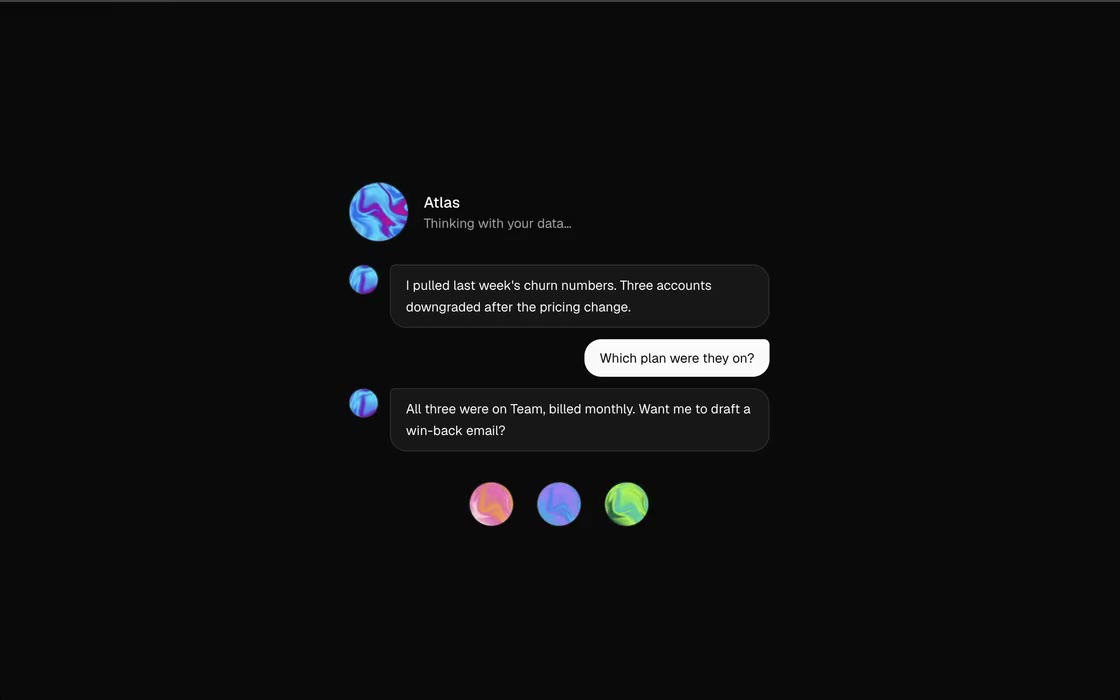 Atlas
Thinking with your data...
I pulled last week's churn numbers. Three accounts
downgraded after the pricing change.
Which plan were they on?
All three were on Team, billed monthly. Want me to draft a
win-back email?